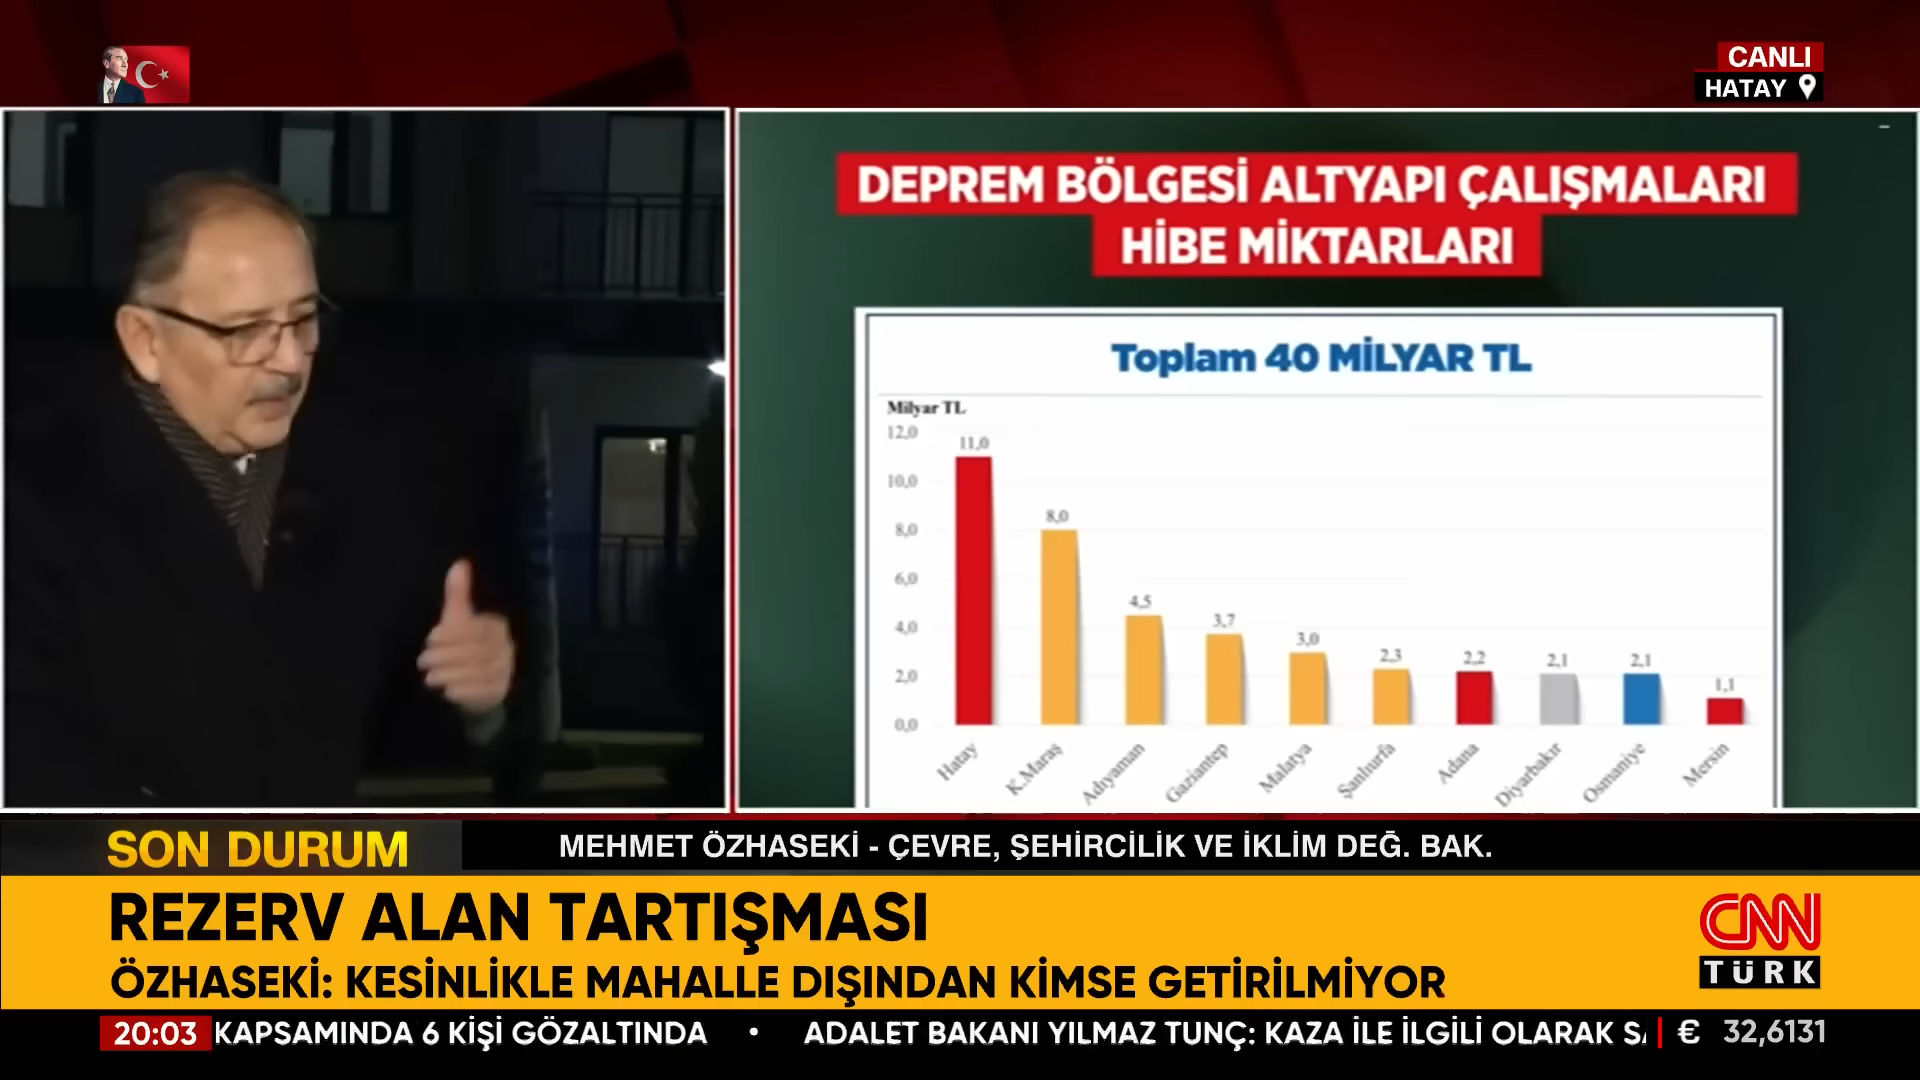 CANLI
HATAY
DEPREM BÖLGESİ ALTYAPI ÇALIŞMALARI
HİBE MİKTARLARI
Toplam 40 MİLYAR TL
Milyar TL
12,0
10,0
8,0
6,0
4,0
2,0
0,0
11,0
8,0
4,5
3,7
3,0
2,3
2,2
2,1
2,1
1,1
Hatay
K.Maraş
Adıyaman
Gaziantep
Malatya
Şanlıurfa
Adana
Diyarbakır
Osmaniye
Mersin
SON DURUM
MEHMET ÖZHASEKİ - ÇEVRE, ŞEHİRCİLİK VE İKLİM DEĞ. BAK.
REZERV ALAN TARTIŞMASI
ÖZHASEKİ: KESİNLİKLE MAHALLE DIŞINDAN KİMSE GETİRİLMİYOR
CNN
TÜRK
20:03 KAPSAMINDA 6 KİŞİ GÖZALTINDA • ADALET BAKANI YILMAZ TUNÇ: KAZA İLE İLGİLİ OLARAK € 32,6131